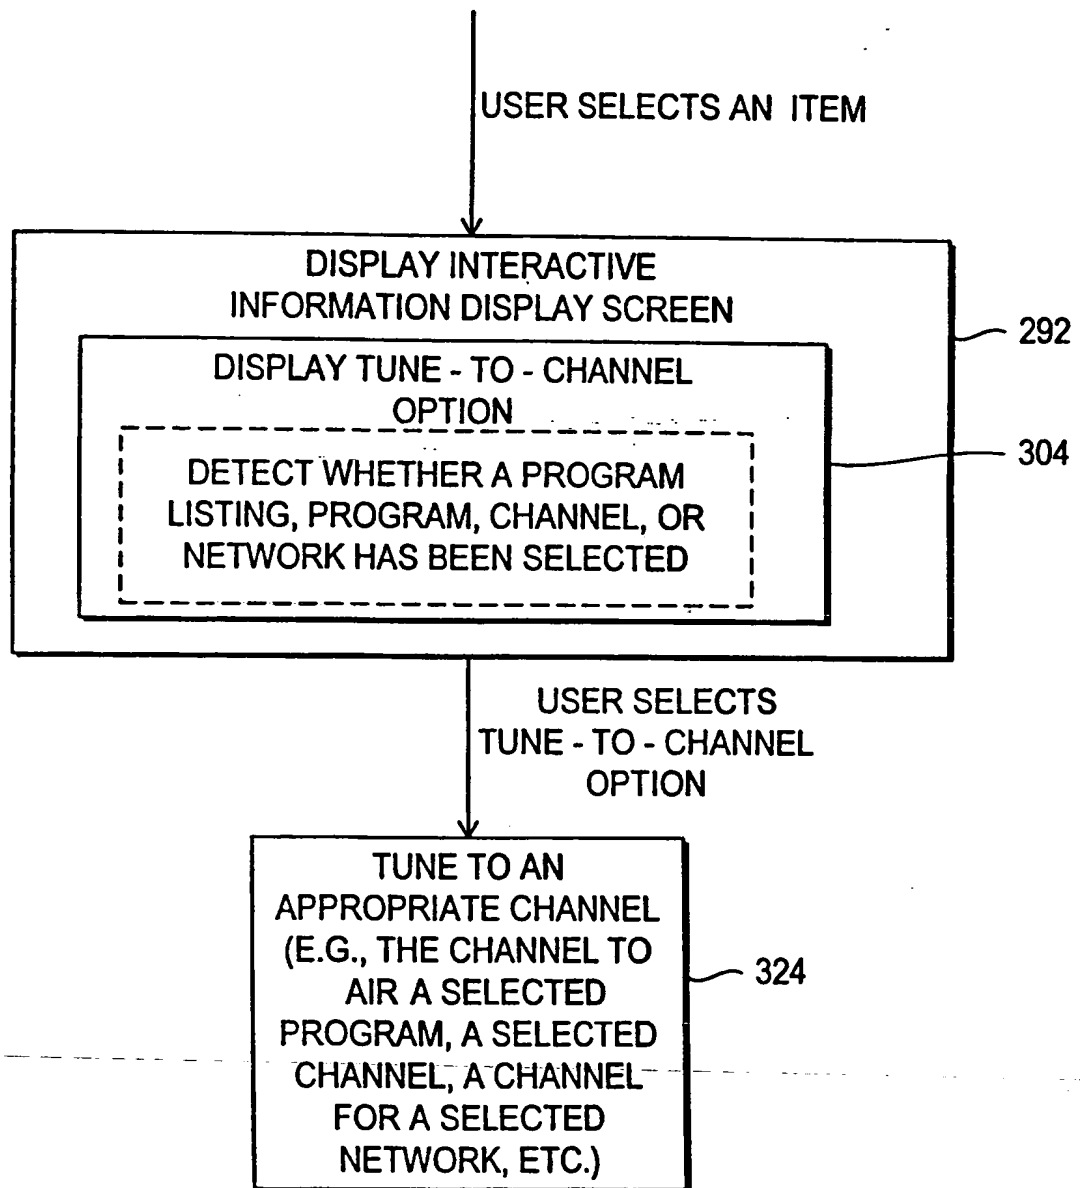 USER SELECTS AN ITEM
DISPLAY INTERACTIVE
INFORMATION DISPLAY SCREEN
292
DISPLAY TUNE - TO - CHANNEL
OPTION
304
DETECT WHETHER A PROGRAM
LISTING, PROGRAM, CHANNEL, OR
NETWORK HAS BEEN SELECTED
USER SELECTS
TUNE - TO - CHANNEL
OPTION
TUNE TO AN
APPROPRIATE CHANNEL
(E.G., THE CHANNEL TO
AIR A SELECTED
PROGRAM, A SELECTED
CHANNEL, A CHANNEL
FOR A SELECTED
NETWORK, ETC.)
324